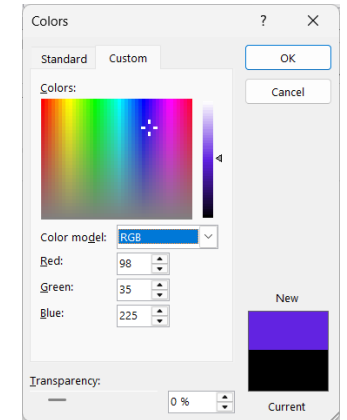 Colors ? ×
Standard Custom
Colors:
Color model: RGB
Red: 98
Green: 35
Blue: 225
Transparency:
0 %
OK
Cancel
New
Current